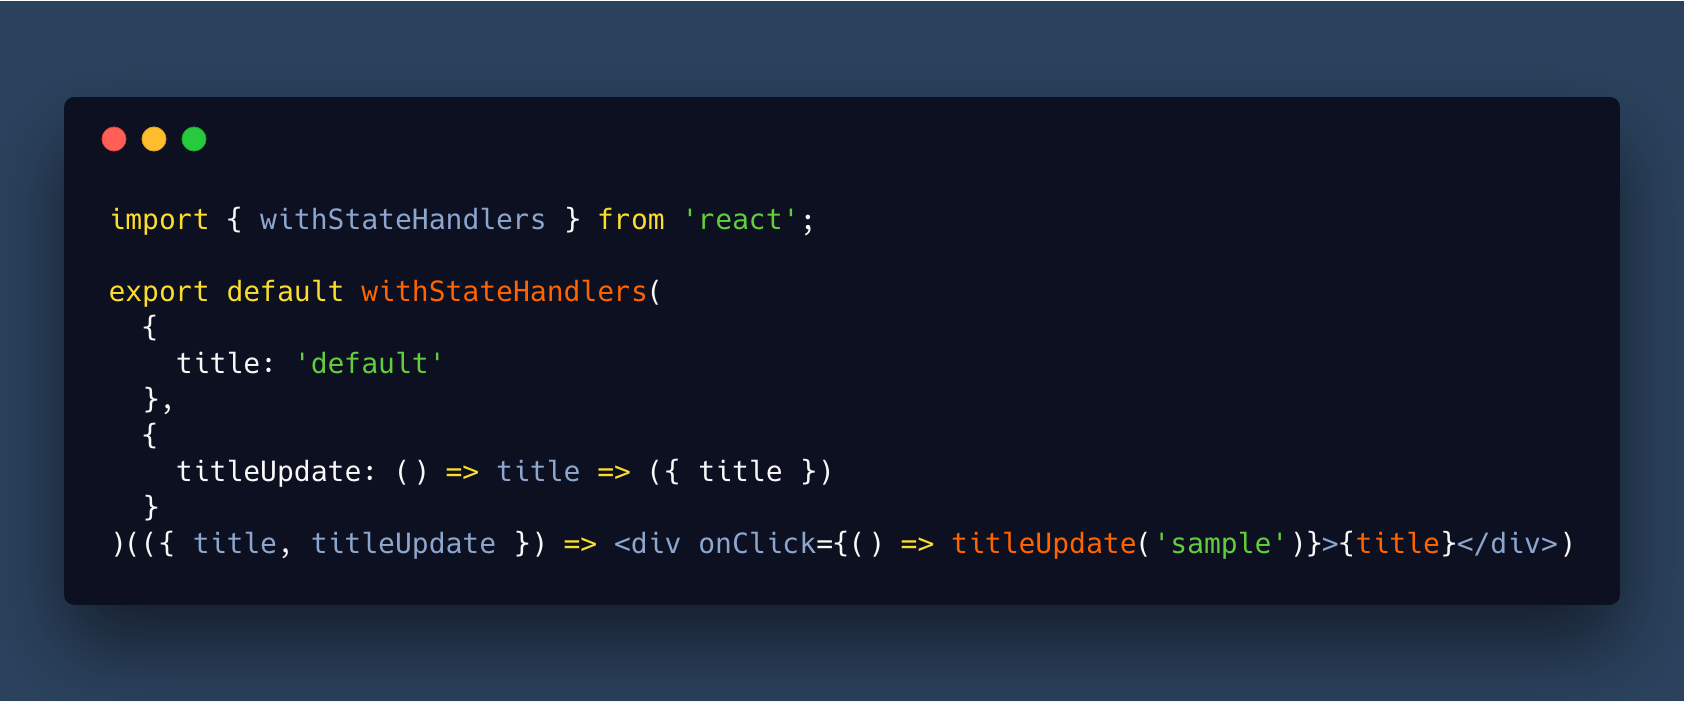 import { withStateHandlers } from 'react';

export default withStateHandlers(
  {
    title: 'default'
  },
  {
    titleUpdate: () => title => ({ title })
  }
)(({ title, titleUpdate }) => <div onClick={() => titleUpdate('sample')}>{title}</div>)